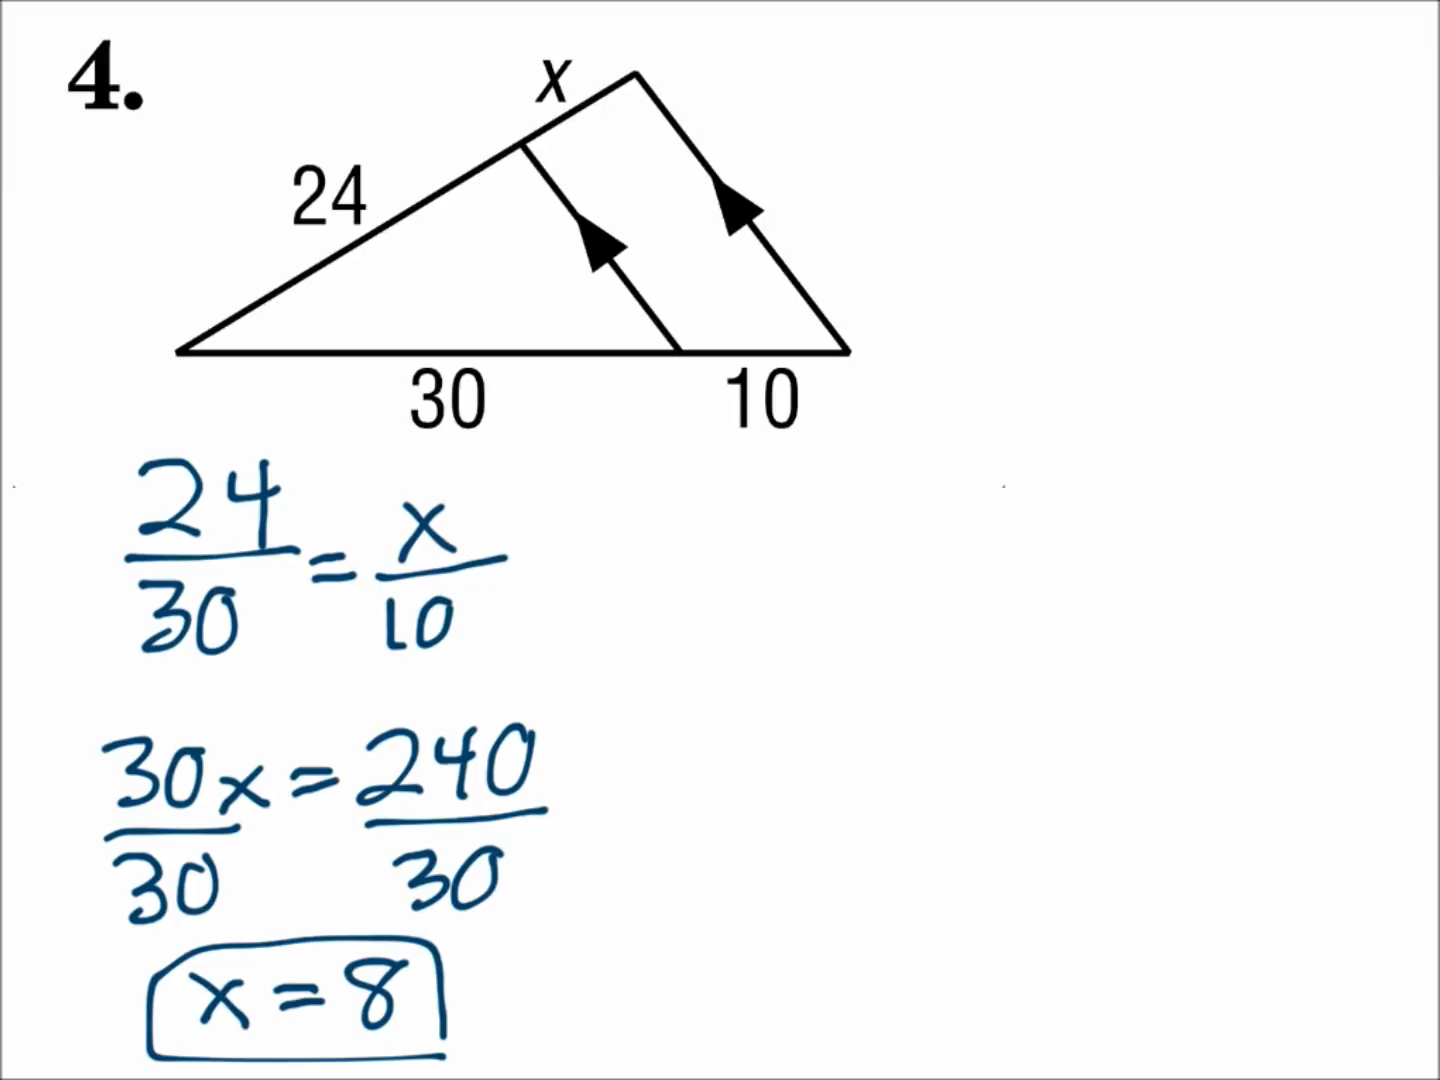 4.
x
24
30 10
24/30 = x/10
30x/30 = 240/30
x = 8